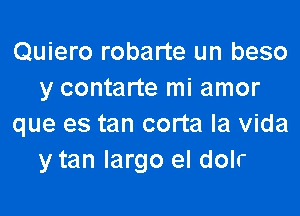 Quiero robarte un beso
y contarte mi amor
que es tan corta la vida
y tan largo el dolr